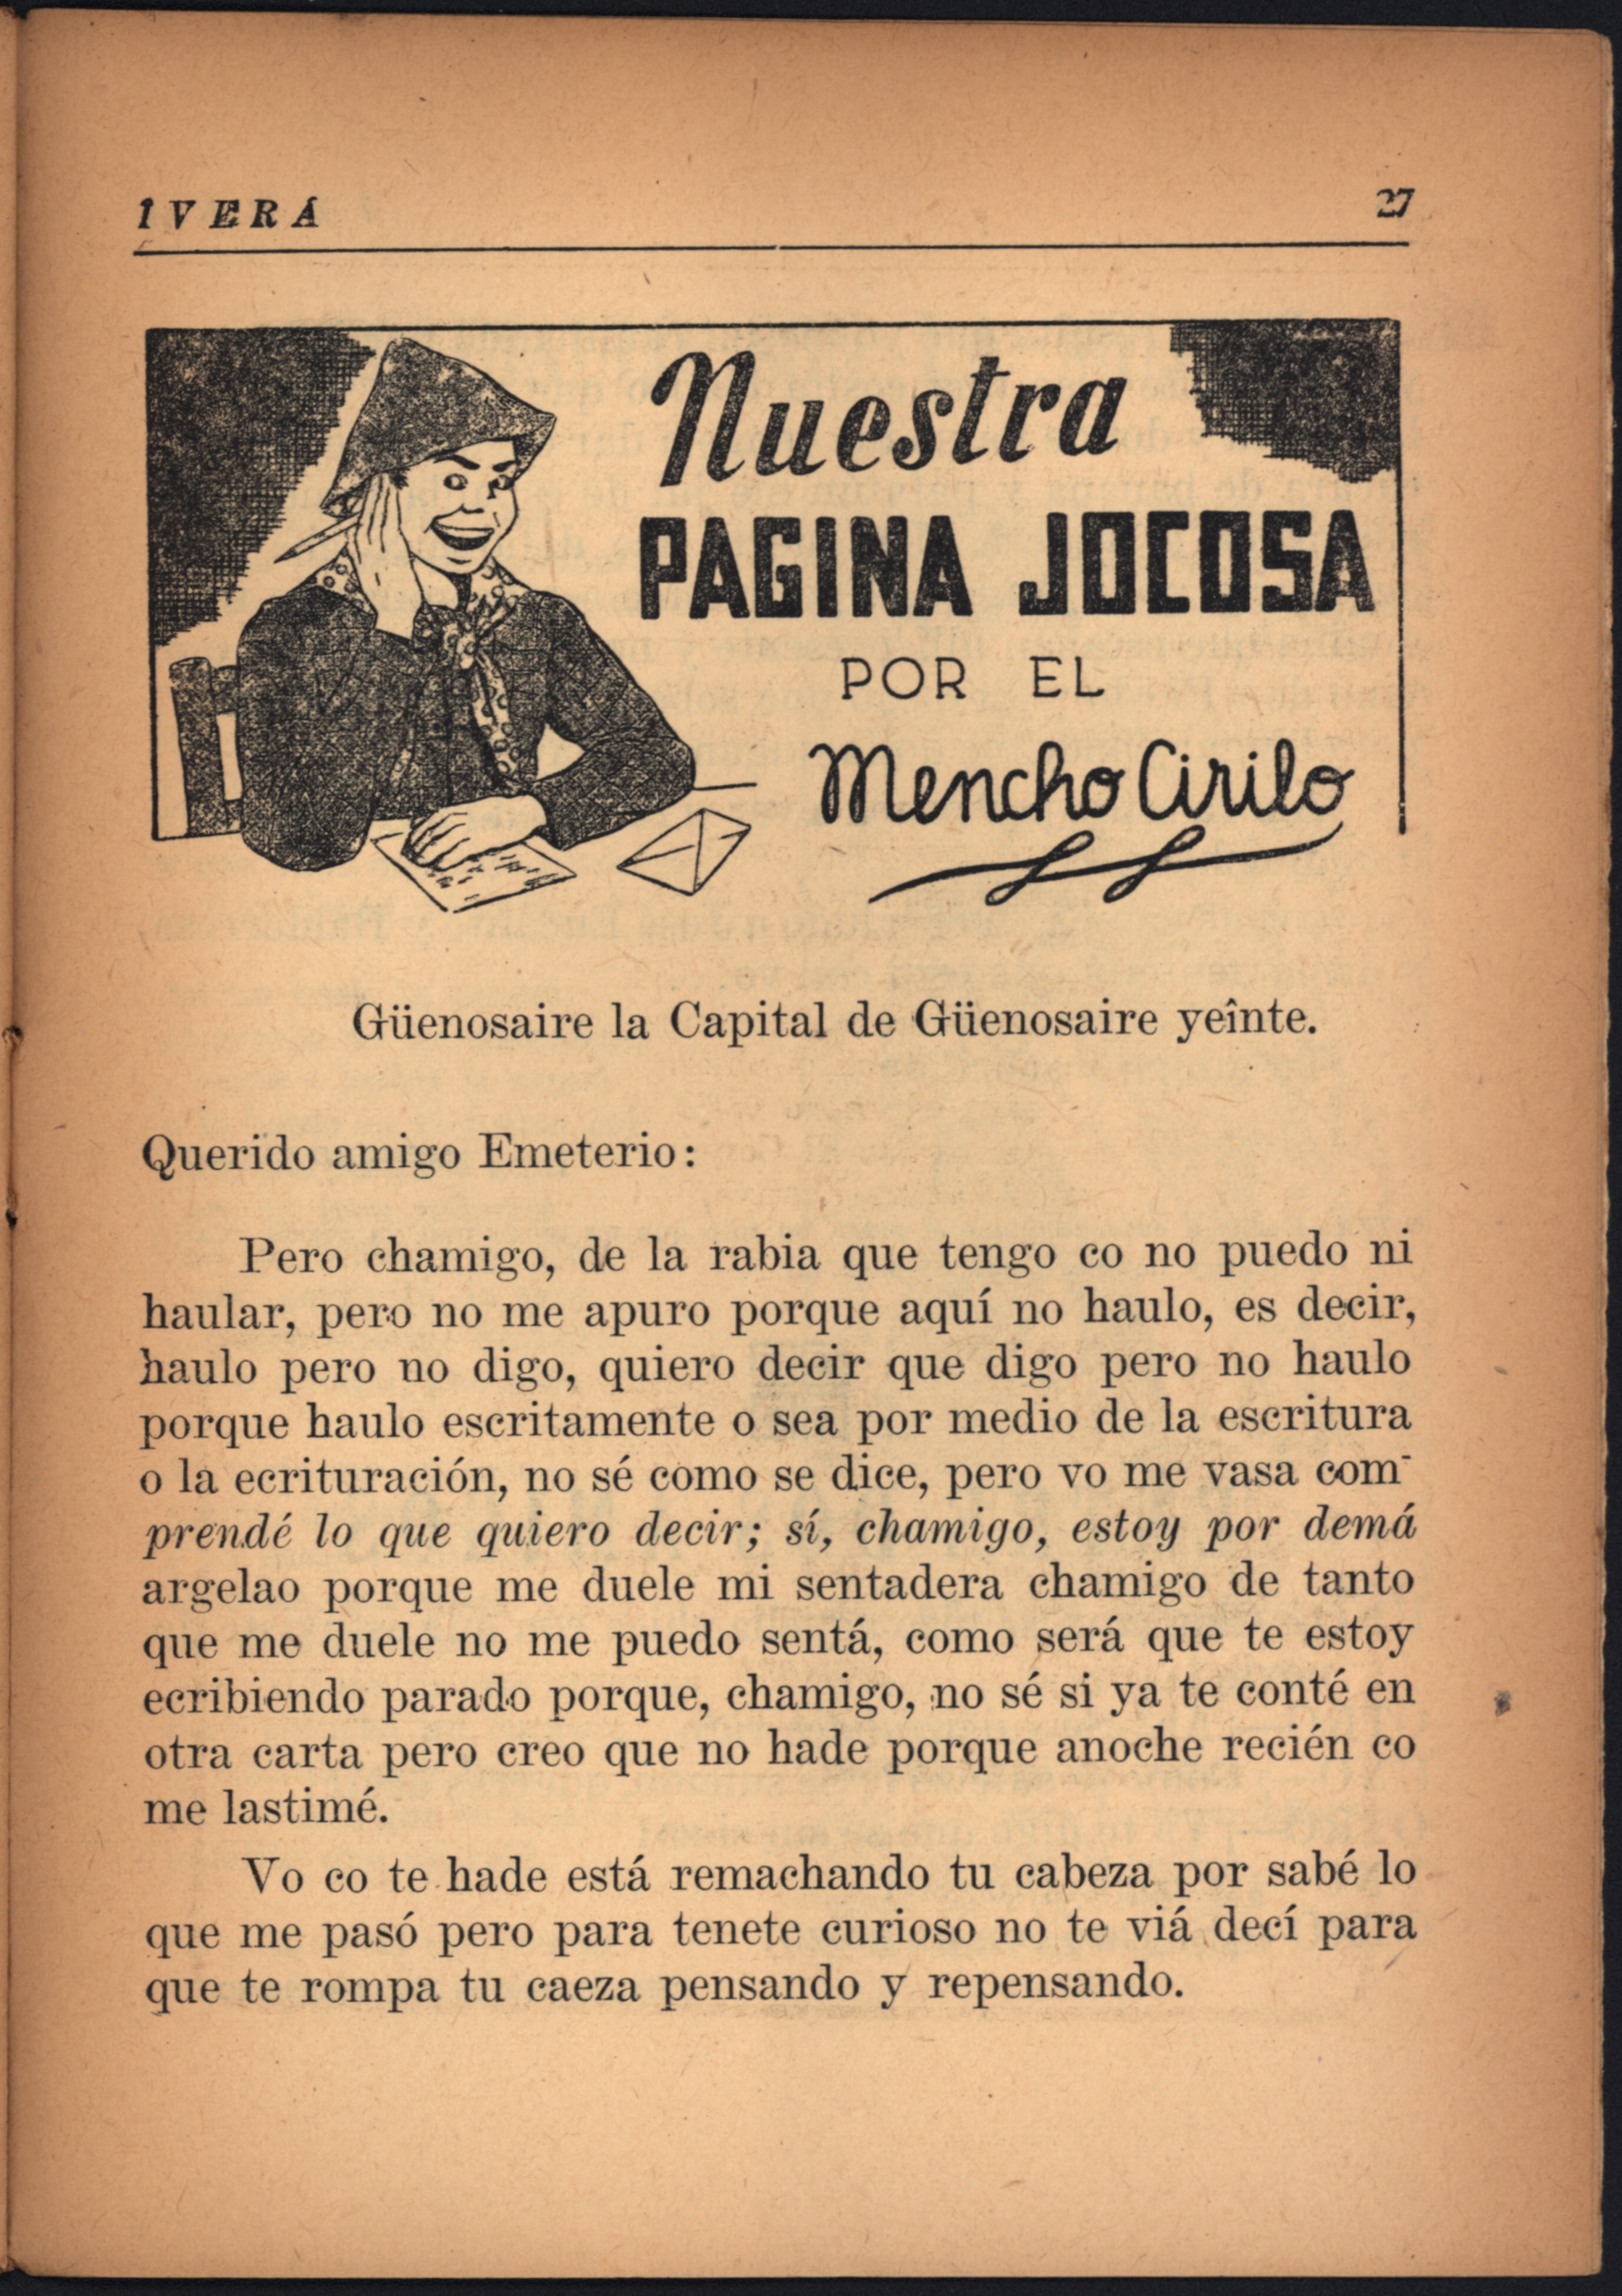 IVERÁ
27
Nuestra
PAGINA JOCOSA
POR EL
Mencho Cirilo
Güenosaire la Capital de Güenosaire yeînte.
Querido amigo Emeterio:
Pero chamigo, de la rabia que tengo co no puedo ni
haular, pero no me apuro porque aquí no haulo, es decir,
haulo pero no digo, quiero decir que digo pero no haulo
porque haulo escritamente o sea por medio de la escritura
o la ecrituración, no sé como se dice, pero vo me vasa com-
prendé lo que quiero decir; sí, chamigo, estoy por demá
argelao porque me duele mi sentadera chamigo de tanto
que me duele no me puedo sentá, como será que te estoy
ecribiendo parado porque, chamigo, no sé si ya te conté en
otra carta pero creo que no hade porque anoche recién co
me lastimé.
Vo co te hade está remachando tu cabeza por sabé lo
que me pasó pero para tenete curioso no te viá decí para
que te rompa tu caeza pensando y repensando.